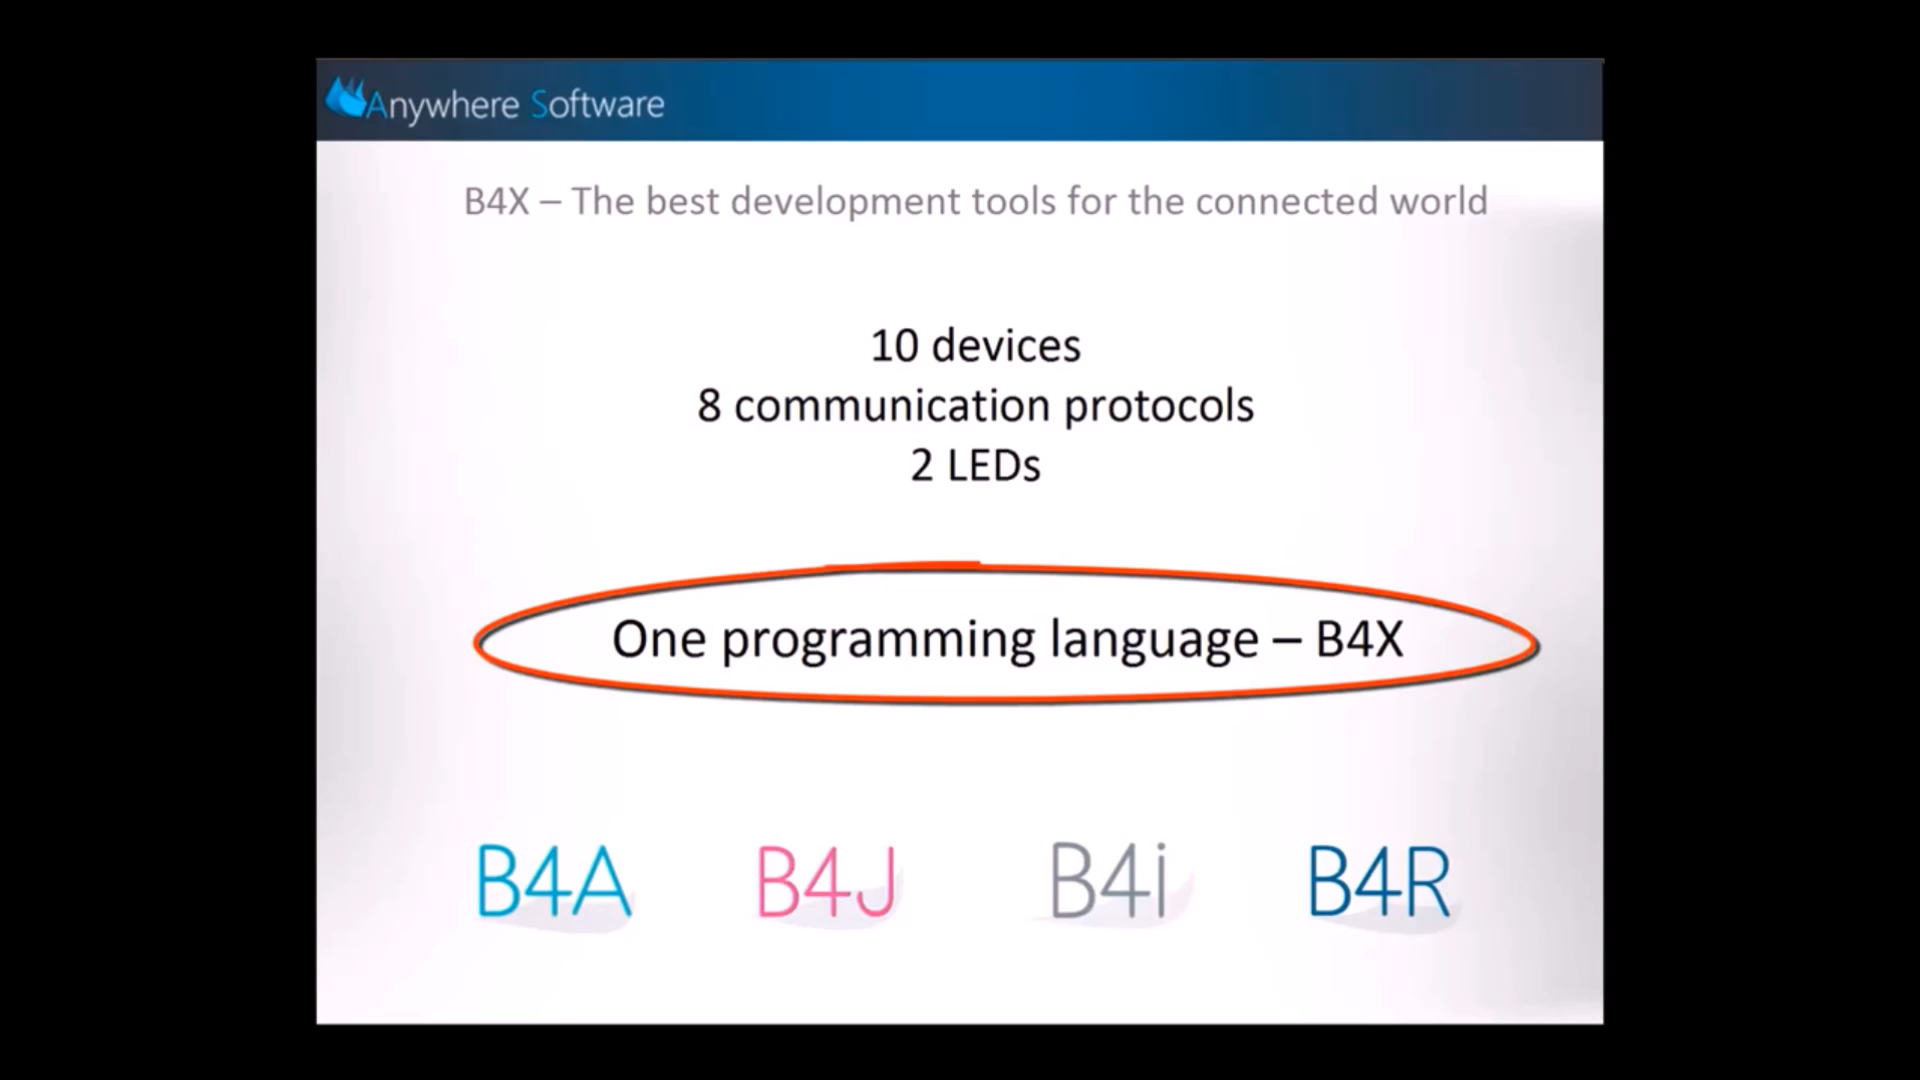 Anywhere Software
B4X – The best development tools for the connected world
10 devices
8 communication protocols
2 LEDs
One programming language – B4X
B4A B4J B4i B4R